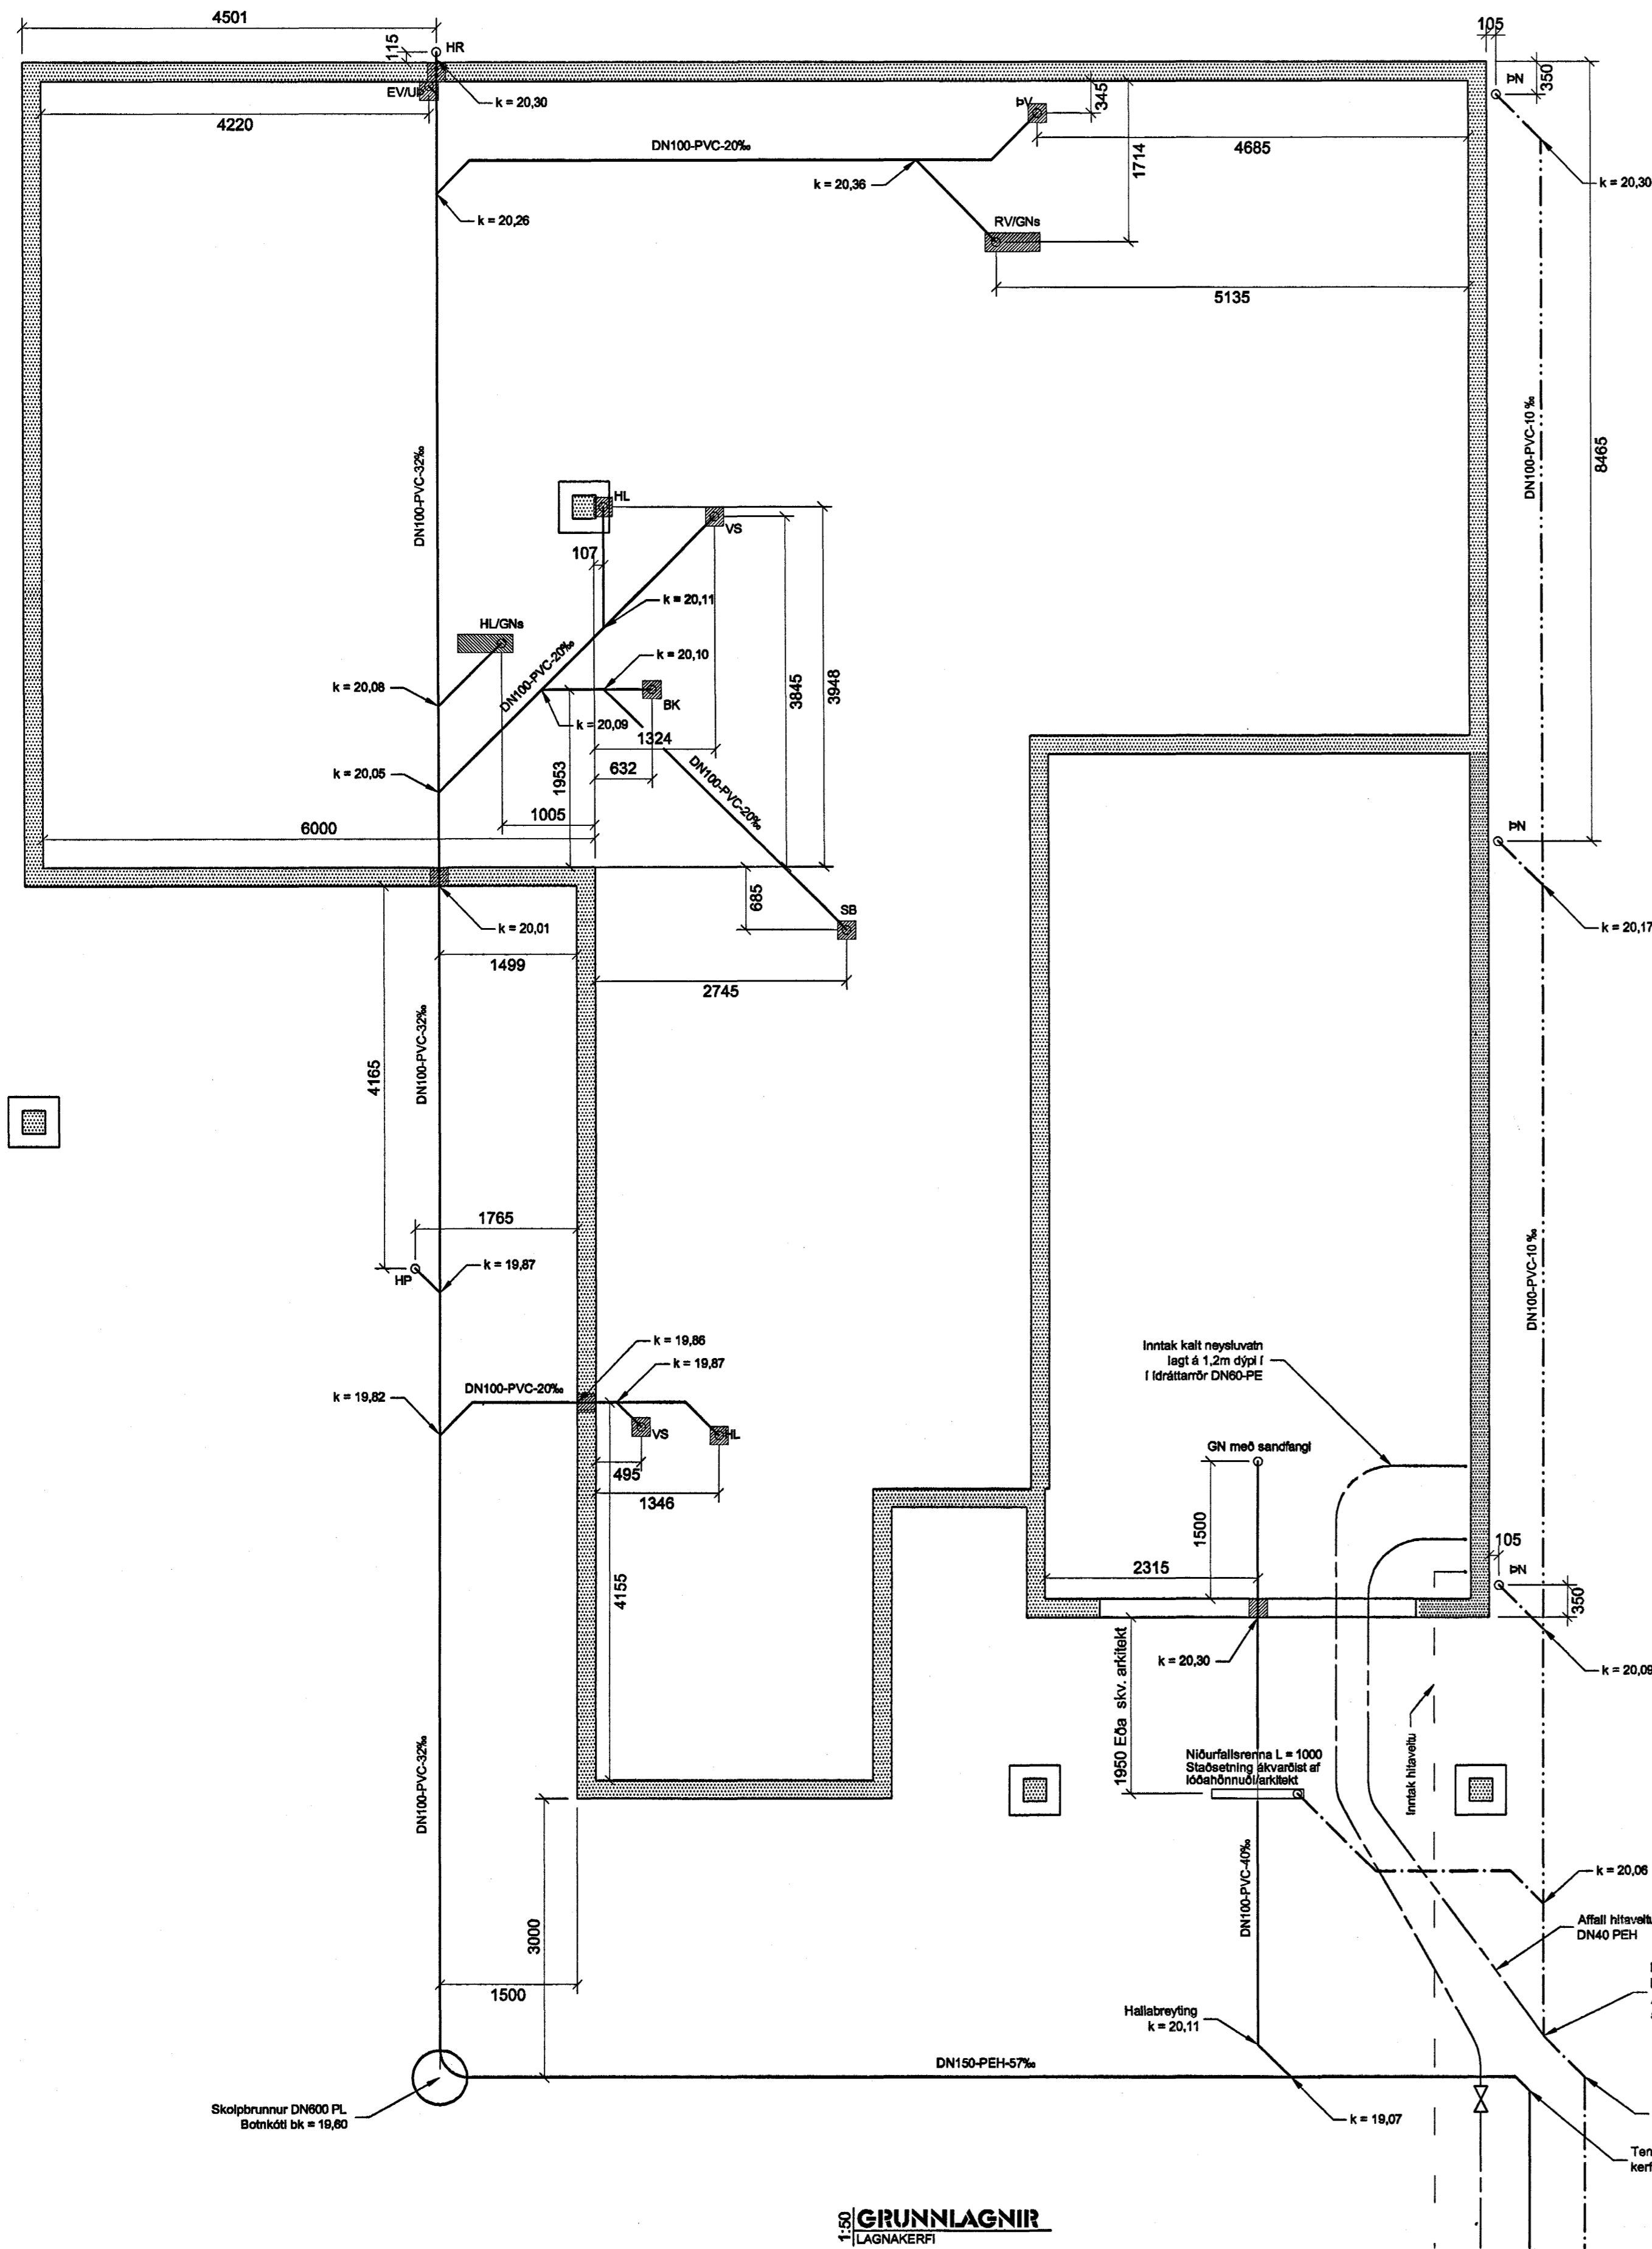 4501
115
HR
105
ÞN
350
EV/UÞ
k = 20,30
4220
ÞV
345
DN100-PVC-20‰
4685
1714
k = 20,36
k = 20,30
k = 20,26
RV/GNs
5135
DN100-PVC-32‰
DN100-PVC-10 ‰
8465
HL
VS
107
k = 20,11
HL/GNs
DN100-PVC-20‰
k = 20,10
3845
3948
k = 20,08
BK
k = 20,09
1324
632
1953
DN100-PVC-20‰
k = 20,05
1005
6000
ÞN
685
SB
k = 20,01
k = 20,17
1499
2745
DN100-PVC-32‰
4165
1765
k = 19,87
HP
DN100-PVC-10 ‰
k = 19,86
k = 19,87
Inntak kalt neysluvatn
lagt á 1,2m dýpi í
í ídráttarrör DN60-PE
DN100-PVC-20‰
k = 19,82
VS
HL
GN með sandfangi
495
1346
1500
105
2315
ÞN
350
4155
k = 20,30
k = 20,09
1950 Eða skv. arkitekt
Inntak hitaveitu
Niðurfallsrenna L = 1000
Staðsetning ákvarðist af
lóðahönnuði/arkitekt
DN100-PVC-32‰
DN100-PVC-40‰
k = 20,06
3000
Affall hitaveitu
DN40 PEH
1500
Hallabreyting
k = 20,11
DN150-PEH-57‰
Skolpbrunnur DN600 PL
Botnkóti bk = 19,60
k = 19,07
Ten
kerf
1:50
GRUNNLAGNIR
LAGNAKERFI